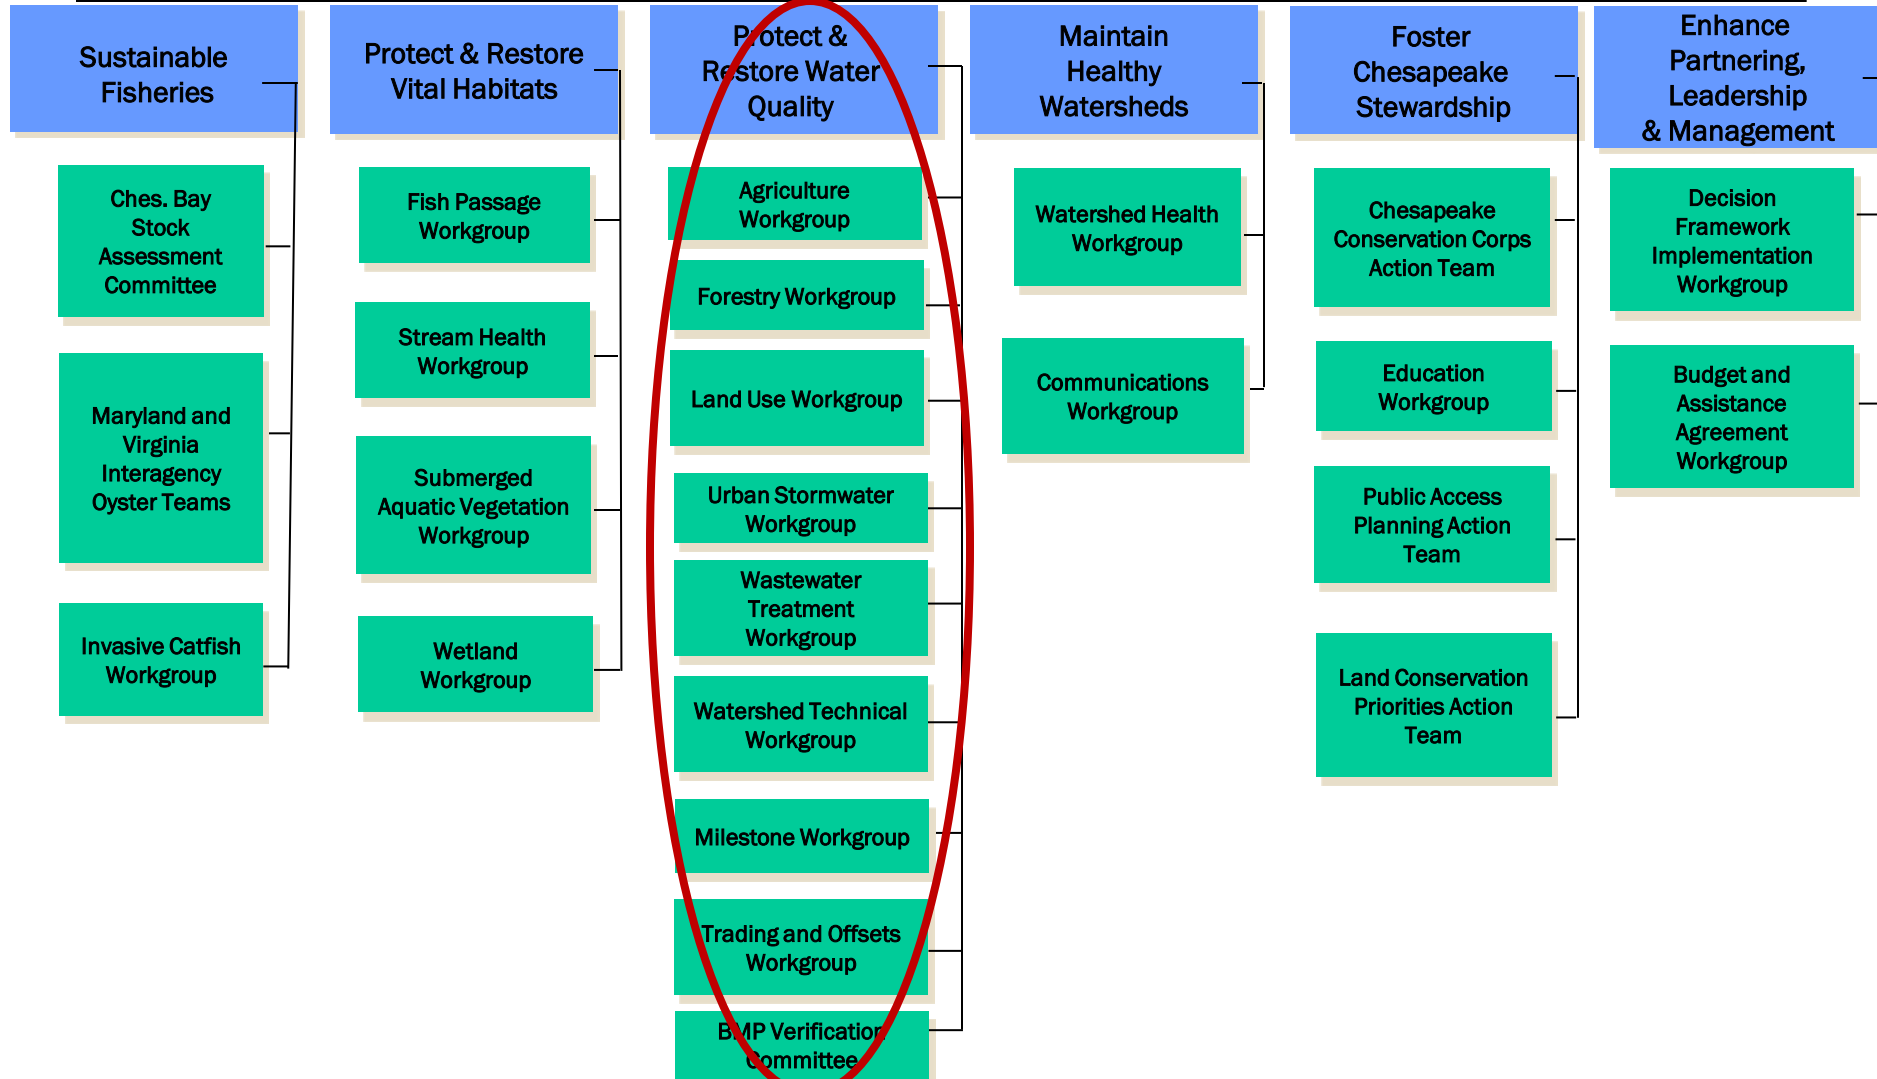 Sustainable
Fisheries
Ches. Bay
Stock
Assessment
Committee
Maryland and
Virginia
Interagency
Oyster Teams
Invasive Catfish
Workgroup
Protect & Restore
Vital Habitats
Fish Passage
Workgroup
Stream Health
Workgroup
Submerged
Aquatic Vegetation
Workgroup
Wetland
Workgroup
Protect &
Restore Water
Quality
Agriculture
Workgroup
Forestry Workgroup
Land Use Workgroup
Urban Stormwater
Workgroup
Wastewater
Treatment
Workgroup
Watershed Technical
Workgroup
Milestone Workgroup
Trading and Offsets
Workgroup
BMP Verification
Committee
Maintain
Healthy
Watersheds
Watershed Health
Workgroup
Communications
Workgroup
Foster
Chesapeake
Stewardship
Chesapeake
Conservation Corps
Action Team
Education
Workgroup
Public Access
Planning Action
Team
Land Conservation
Priorities Action
Team
Enhance
Partnering,
Leadership
& Management
Decision
Framework
Implementation
Workgroup
Budget and
Assistance
Agreement
Workgroup